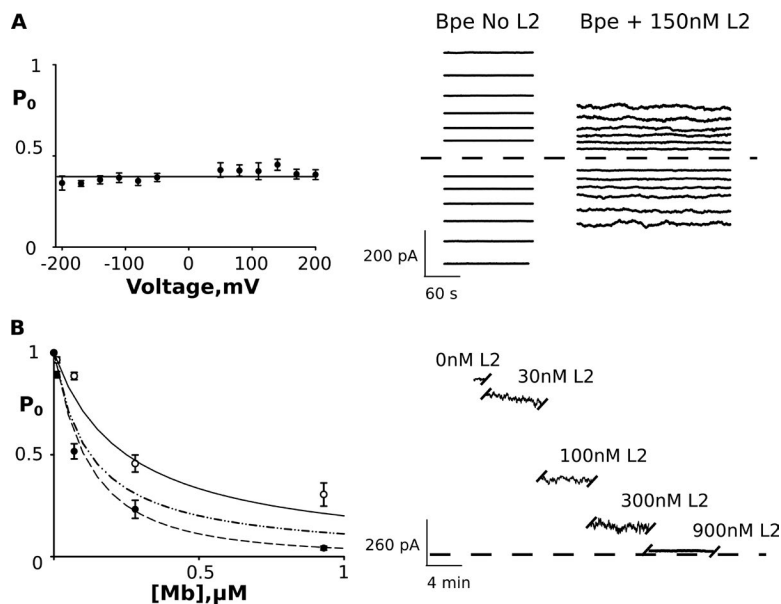 A
Bpe No L2
Bpe + 150nM L2
1
P0
0.5
0
-200 -100 0 100 200
Voltage,mV
200 pA
60 s
B
1
P0
0.5
0
0.5 1
[Mb],μM
0nM L2
30nM L2
100nM L2
300nM L2
900nM L2
260 pA
4 min